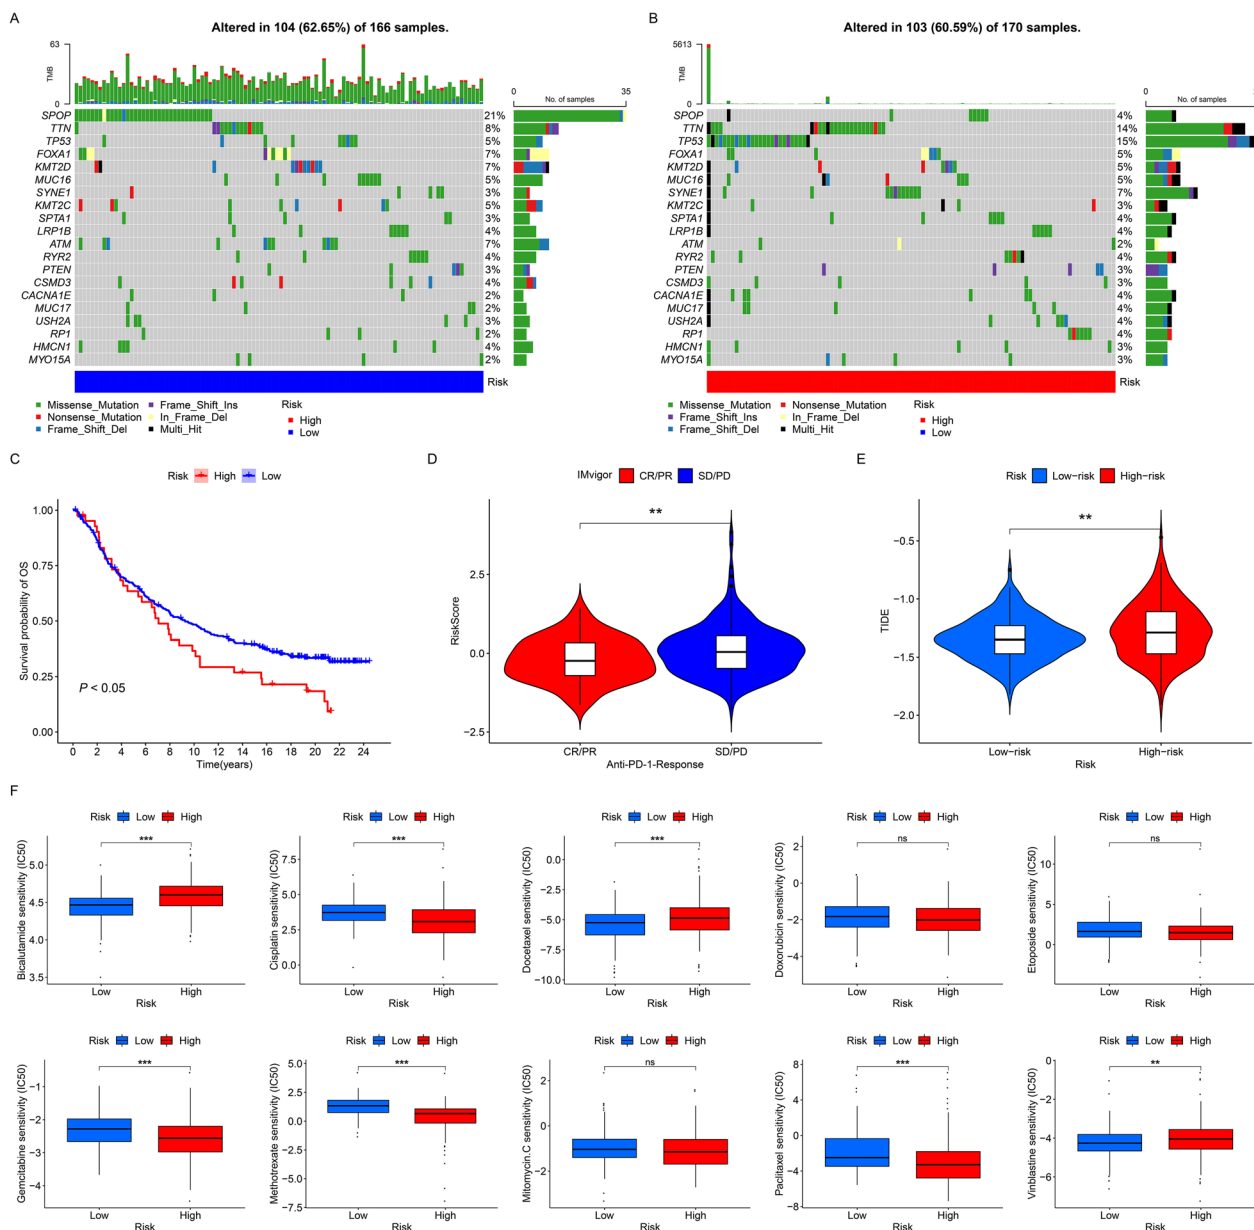 A
Altered in 104 (62.65%) of 166 samples.
63
TMB
0
No. of samples
0
35
SPOP 21%
TTN 8%
TP53 5%
FOXA1 7%
KMT2D 7%
MUC16 5%
SYNE1 3%
KMT2C 5%
SPTA1 3%
LRP1B 4%
ATM 7%
RYR2 4%
PTEN 3%
CSMD3 4%
CACNA1E 2%
MUC17 2%
USH2A 3%
RP1 2%
HMCN1 4%
MYO15A 2%
Risk
Missense_Mutation
Nonsense_Mutation
Frame_Shift_Del
Frame_Shift_Ins
In_Frame_Del
Multi_Hit
Risk
High
Low
B
Altered in 103 (60.59%) of 170 samples.
5613
TMB
0
No. of samples
0
SPOP 4%
TTN 14%
TP53 15%
FOXA1 5%
KMT2D 5%
MUC16 5%
SYNE1 7%
KMT2C 3%
SPTA1 4%
LRP1B 4%
ATM 2%
RYR2 4%
PTEN 3%
CSMD3 3%
CACNA1E 4%
MUC17 4%
USH2A 4%
RP1 4%
HMCN1 3%
MYO15A 3%
Risk
Missense_Mutation
Frame_Shift_Ins
Frame_Shift_Del
Nonsense_Mutation
In_Frame_Del
Multi_Hit
Risk
High
Low
C
Risk High Low
Survival probability of OS
1.00
0.75
0.50
0.25
0.00
P < 0.05
0 2 4 6 8 10 12 14 16 18 20 22 24
Time(years)
D
IMvigor CR/PR SD/PD
**
RiskScore
2.5
0.0
−2.5
CR/PR SD/PD
Anti−PD−1−Response
E
Risk Low−risk High−risk
**
TIDE
−0.5
−1.0
−1.5
−2.0
Low−risk High−risk
Risk
F
Risk Low High
***
Bicalutamide sensitivity (IC50)
5.0
4.5
4.0
3.5
Low High
Risk
Risk Low High
***
Cisplatin sensitivity (IC50)
7.5
5.0
2.5
0.0
Low High
Risk
Risk Low High
***
Docetaxel sensitivity (IC50)
0.0
−2.5
−5.0
−7.5
−10.0
Low High
Risk
Risk Low High
ns
Doxorubicin sensitivity (IC50)
2
0
−2
−4
Low High
Risk
Risk Low High
ns
Etoposide sensitivity (IC50)
10
5
0
Low High
Risk
Risk Low High
***
Gemcitabine sensitivity (IC50)
−1
−2
−3
−4
Low High
Risk
Risk Low High
***
Methotrexate sensitivity (IC50)
5.0
2.5
0.0
−2.5
−5.0
−7.5
Low High
Risk
Risk Low High
ns
Mitomycin.C sensitivity (IC50)
2
0
−2
Low High
Risk
Risk Low High
***
Paclitaxel sensitivity (IC50)
8
4
0
−4
−8
Low High
Risk
Risk Low High
**
Vinblastine sensitivity (IC50)
0
−2
−4
−6
Low High
Risk